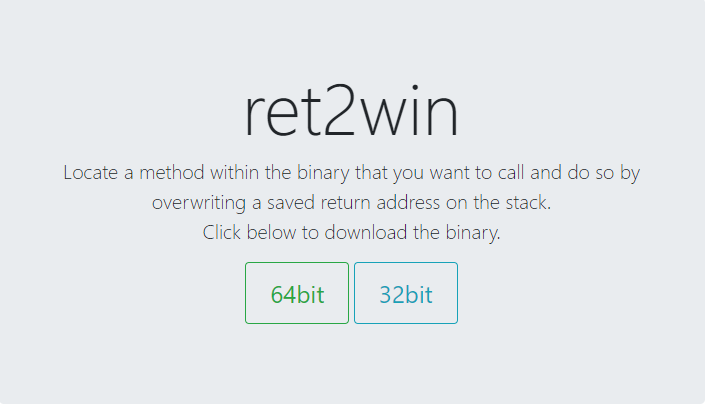 ret2win
Locate a method within the binary that you want to call and do so by
overwriting a saved return address on the stack.
Click below to download the binary.
64bit 32bit